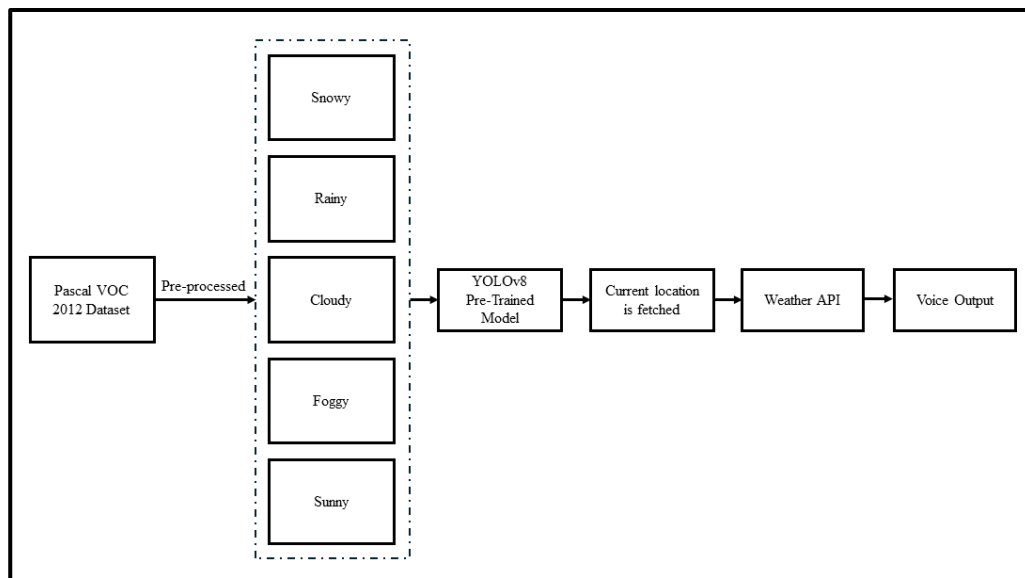 Pascal VOC
2012 Dataset
Pre-processed
Snowy
Rainy
Cloudy
Foggy
Sunny
YOLOv8
Pre-Trained
Model
Current location
is fetched
Weather API
Voice Output